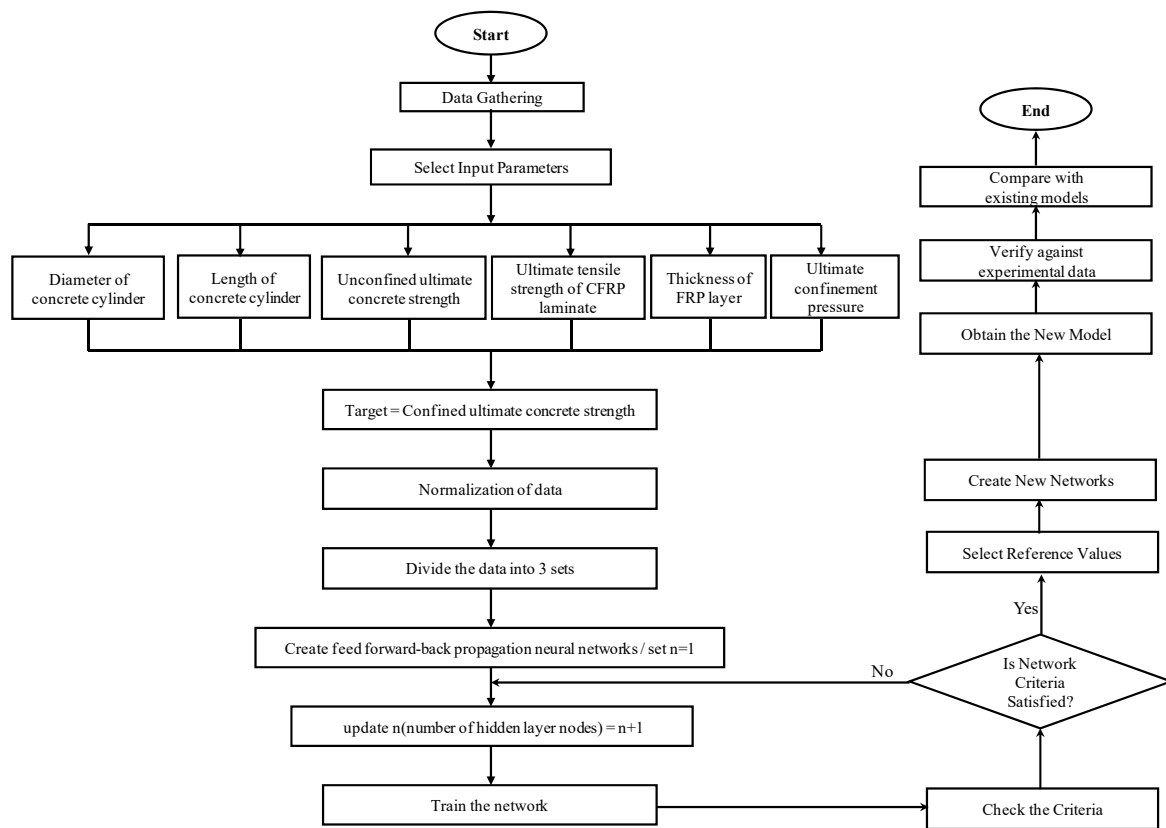 Start
Data Gathering
Select Input Parameters
Diameter of
concrete cylinder
Length of
concrete cylinder
Unconfined ultimate
concrete strength
Ultimate tensile
strength of CFRP
laminate
Thickness of
FRP layer
Ultimate
confinement
pressure
Target = Confined ultimate concrete strength
Normalization of data
Divide the data into 3 sets
Create feed forward-back propagation neural networks / set n=1
update n(number of hidden layer nodes) = n+1
Train the network
Check the Criteria
Is Network
Criteria
Satisfied?
No
Yes
Select Reference Values
Create New Networks
Obtain the New Model
Verify against
experimental data
Compare with
existing models
End